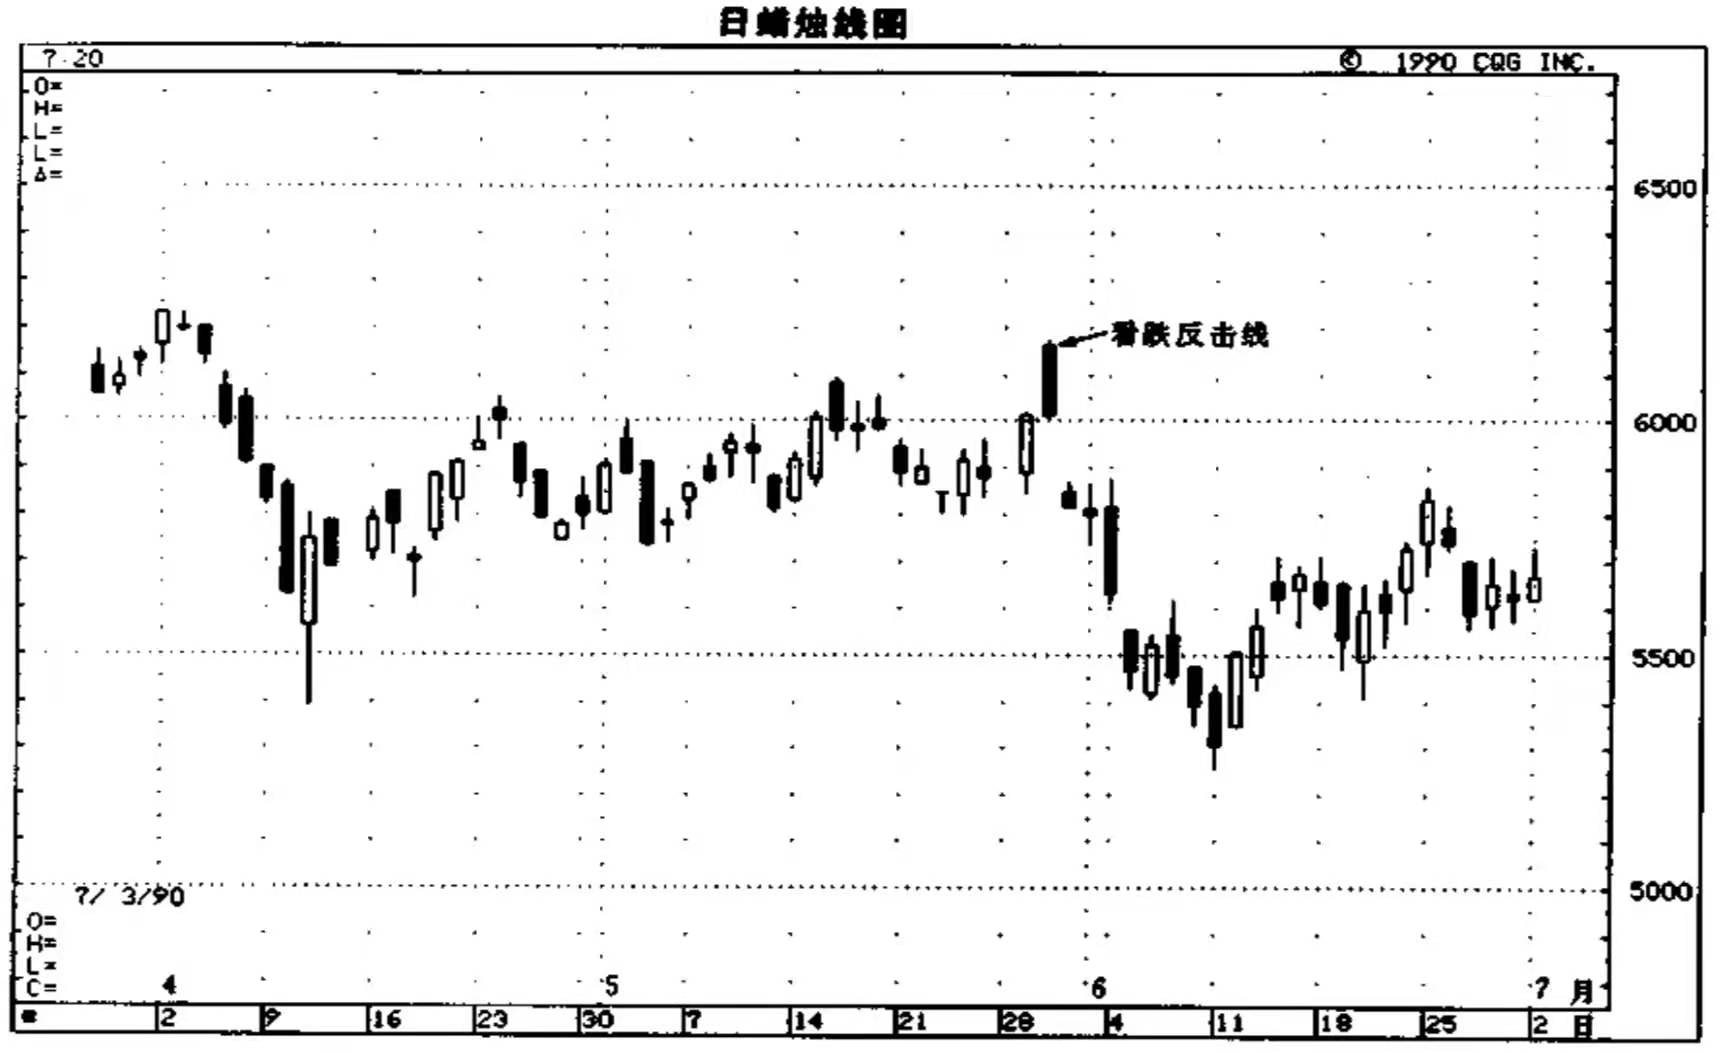 日蜡烛线图
7-20
© 1990 CQG INC.
O=
H=
L=
L=
Δ=
6500
看跌反击线
6000
5500
5000
7/ 3/90
O=
H=
L=
C=
4 5 6 7 月
2 9 16 23 30 7 14 21 28 4 11 18 25 2 日